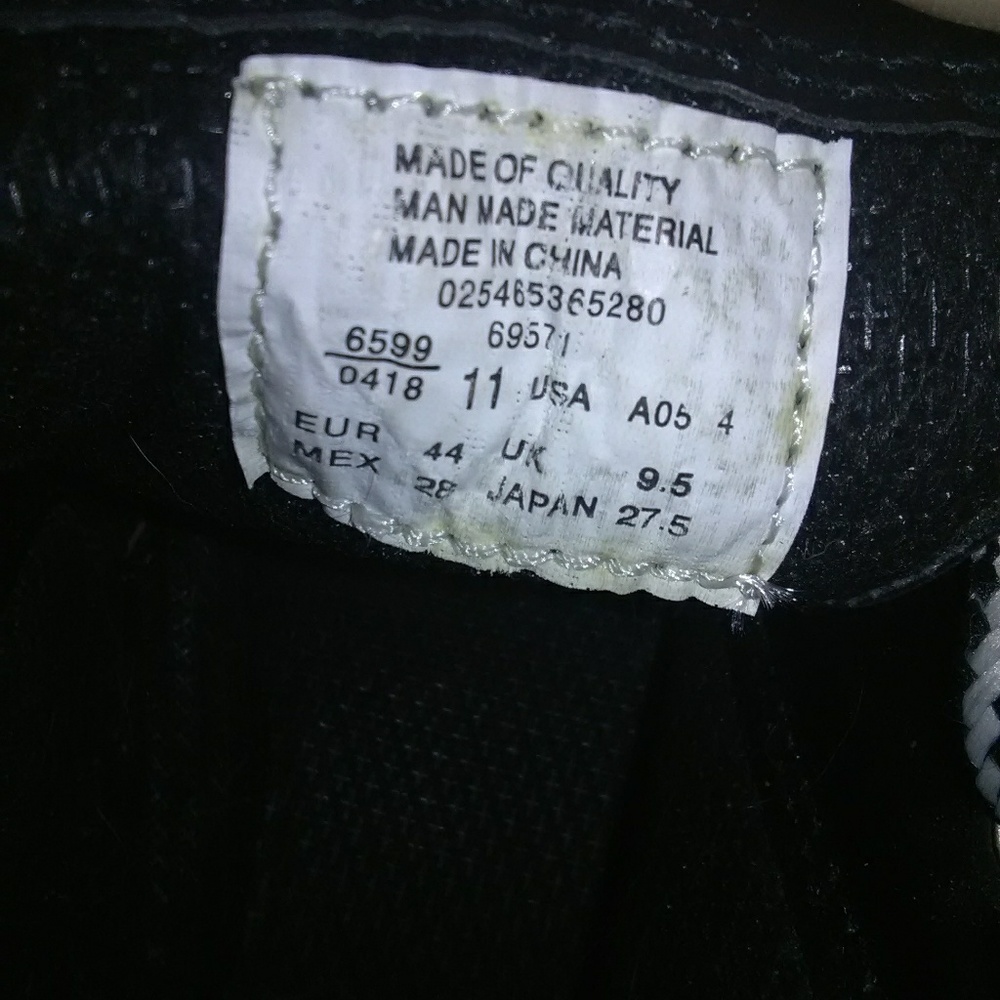 MADE OF QUALITY
MAN MADE MATERIAL
MADE IN CHINA
025465365280
69571
6599
0418 11 USA A05 4
EUR 44 UK 9.5
MEX 28 JAPAN 27.5